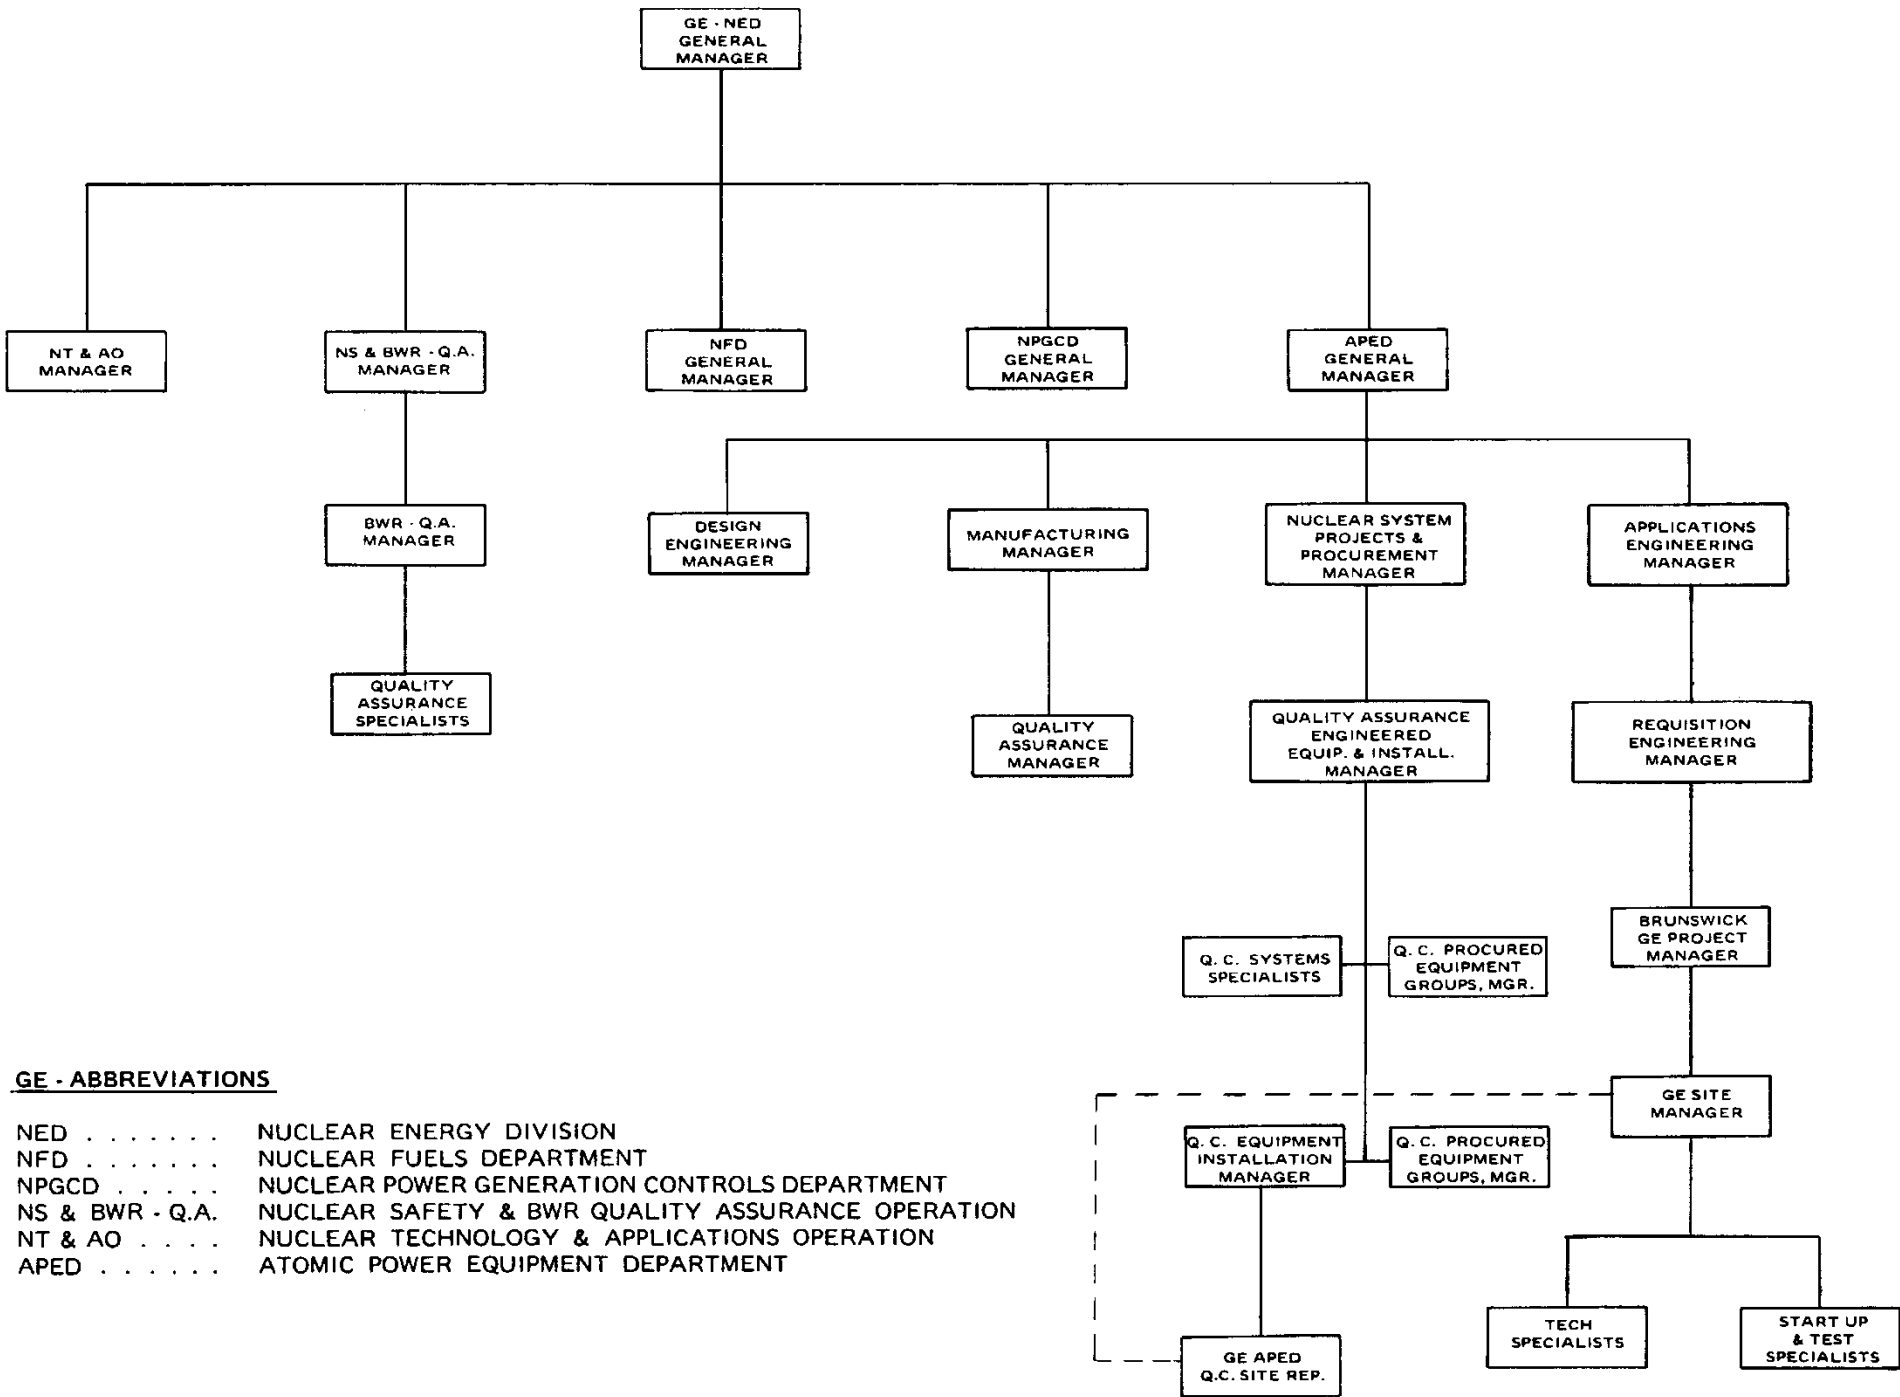 GE - NED
GENERAL
MANAGER
NT & AO
MANAGER
NS & BWR - Q.A.
MANAGER
NFD
GENERAL
MANAGER
NPGCD
GENERAL
MANAGER
APED
GENERAL
MANAGER
BWR - Q.A.
MANAGER
DESIGN
ENGINEERING
MANAGER
MANUFACTURING
MANAGER
NUCLEAR SYSTEM
PROJECTS &
PROCUREMENT
MANAGER
APPLICATIONS
ENGINEERING
MANAGER
QUALITY
ASSURANCE
SPECIALISTS
QUALITY
ASSURANCE
MANAGER
QUALITY ASSURANCE
ENGINEERED
EQUIP. & INSTALL.
MANAGER
REQUISITION
ENGINEERING
MANAGER
Q. C. SYSTEMS
SPECIALISTS
Q. C. PROCURED
EQUIPMENT
GROUPS, MGR.
BRUNSWICK
GE PROJECT
MANAGER
GE SITE
MANAGER
Q. C. EQUIPMENT
INSTALLATION
MANAGER
Q. C. PROCURED
EQUIPMENT
GROUPS, MGR.
GE APED
Q.C. SITE REP.
TECH
SPECIALISTS
START UP
& TEST
SPECIALISTS
GE - ABBREVIATIONS
NED . . . . . . . NUCLEAR ENERGY DIVISION
NFD . . . . . . . NUCLEAR FUELS DEPARTMENT
NPGCD . . . . . NUCLEAR POWER GENERATION CONTROLS DEPARTMENT
NS & BWR - Q.A. NUCLEAR SAFETY & BWR QUALITY ASSURANCE OPERATION
NT & AO . . . . NUCLEAR TECHNOLOGY & APPLICATIONS OPERATION
APED . . . . . . ATOMIC POWER EQUIPMENT DEPARTMENT